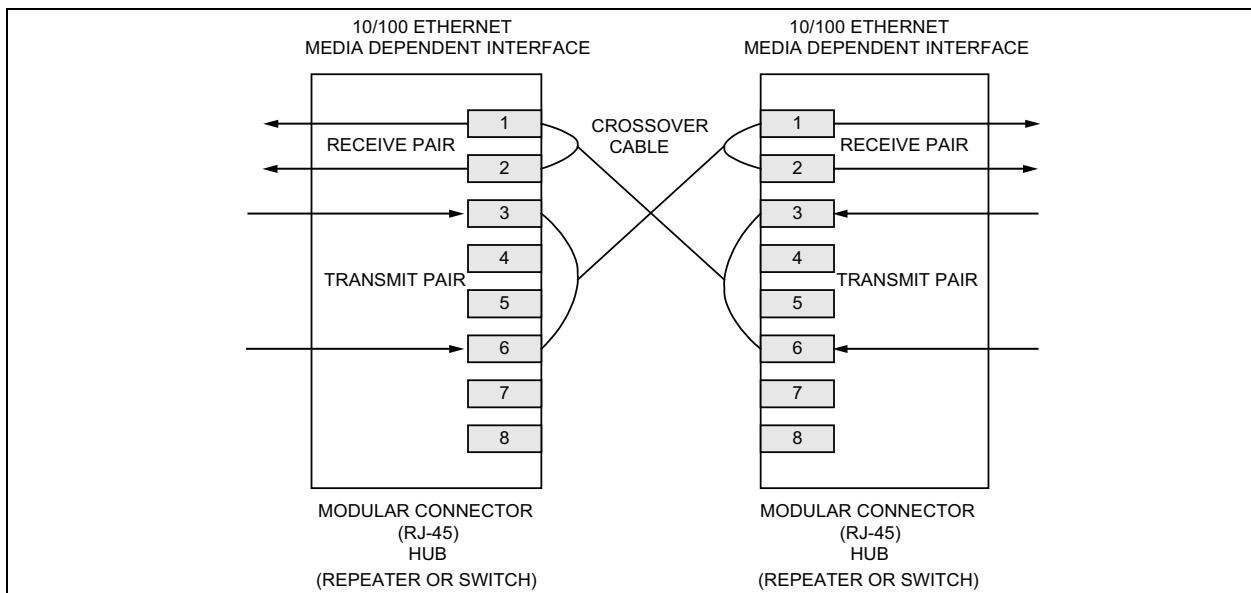 10/100 ETHERNET
MEDIA DEPENDENT INTERFACE
10/100 ETHERNET
MEDIA DEPENDENT INTERFACE
1
RECEIVE PAIR
2
3
4
TRANSMIT PAIR
5
6
7
8
CROSSOVER
CABLE
1
RECEIVE PAIR
2
3
4
TRANSMIT PAIR
5
6
7
8
MODULAR CONNECTOR
(RJ-45)
HUB
(REPEATER OR SWITCH)
MODULAR CONNECTOR
(RJ-45)
HUB
(REPEATER OR SWITCH)